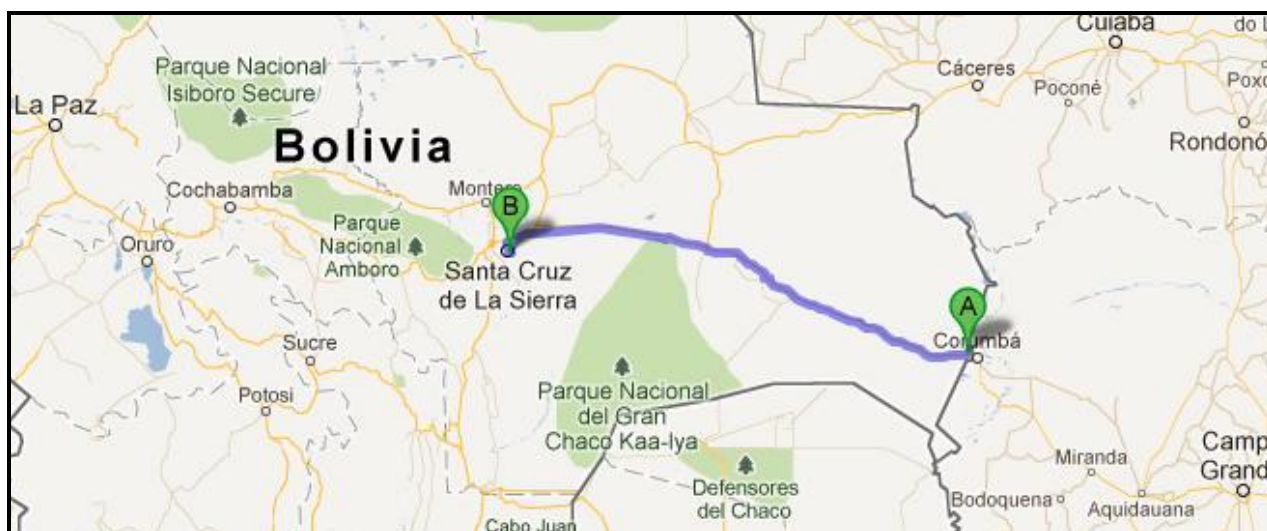 Cuiabá
do L
Parque Nacional
Isiboro Secure
Cáceres
Poconé
Poxo
La Paz
Rondonó
Bolivia
Cochabamba
Montero
B
Parque
Nacional
Amboro
Oruro
Santa Cruz
de La Sierra
A
Corumbá
Sucre
Potosi
Parque Nacional
del Gran
Chaco Kaa-Iya
Camp
Grand
Miranda
Defensores
del Chaco
Bodoquena
Aquidauana
Cabo Juan